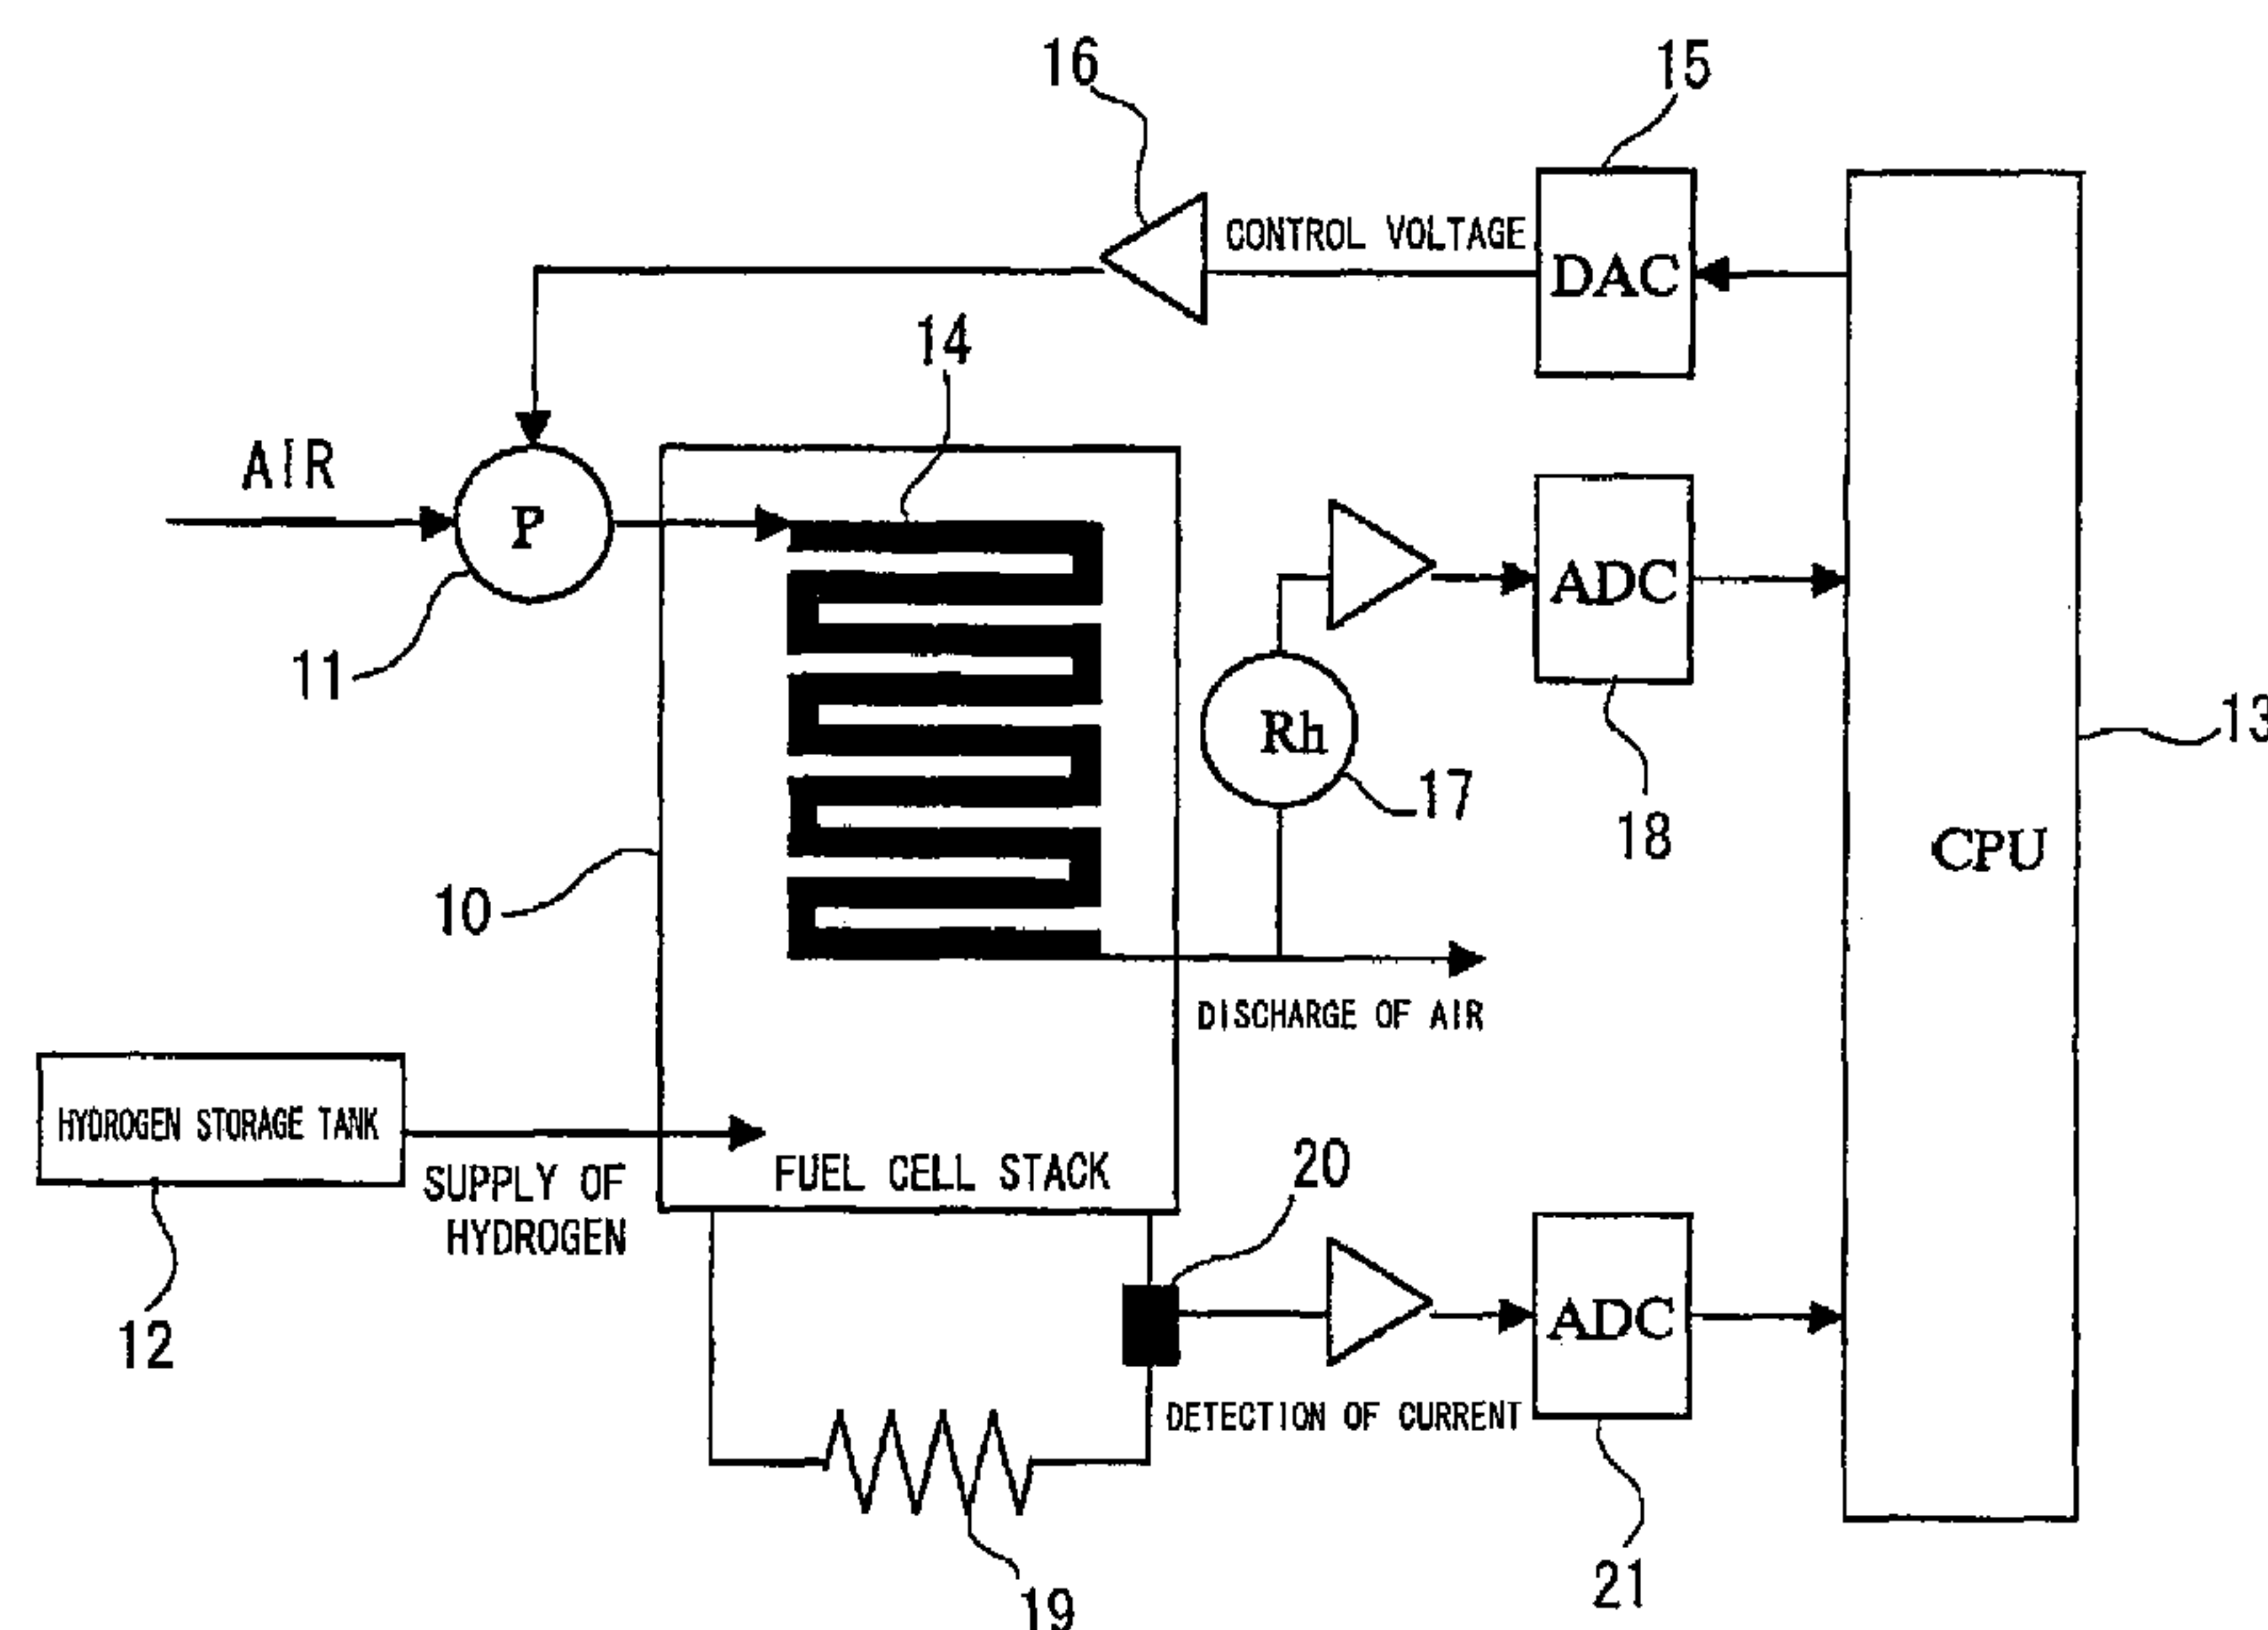 16
15
CONTROL VOLTAGE
DAC
14
AIR
P
11
ADC
Rh
17
18
13
CPU
10
DISCHARGE OF AIR
HYDROGEN STORAGE TANK
SUPPLY OF
HYDROGEN
FUEL CELL STACK
20
12
ADC
DETECTION OF CURRENT
19
21